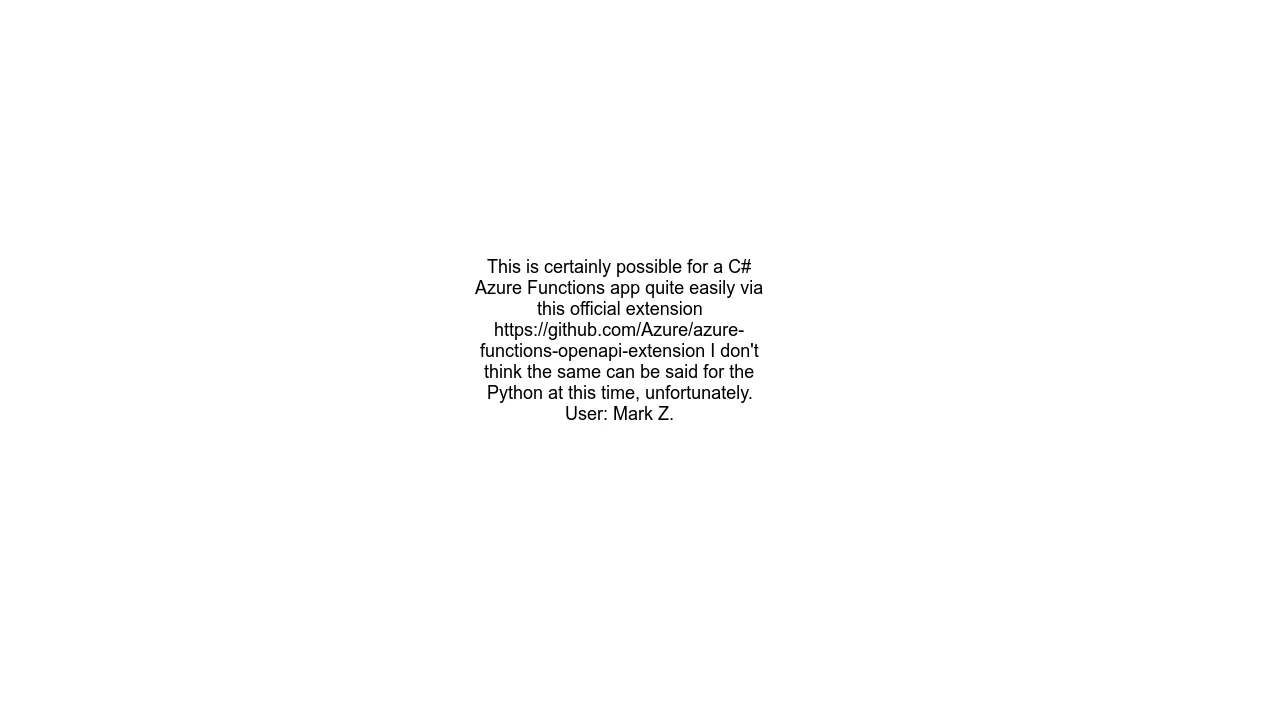 This is certainly possible for a C#
Azure Functions app quite easily via
this official extension
https://github.com/Azure/azure-
functions-openapi-extension I don't
think the same can be said for the
Python at this time, unfortunately.
User: Mark Z.